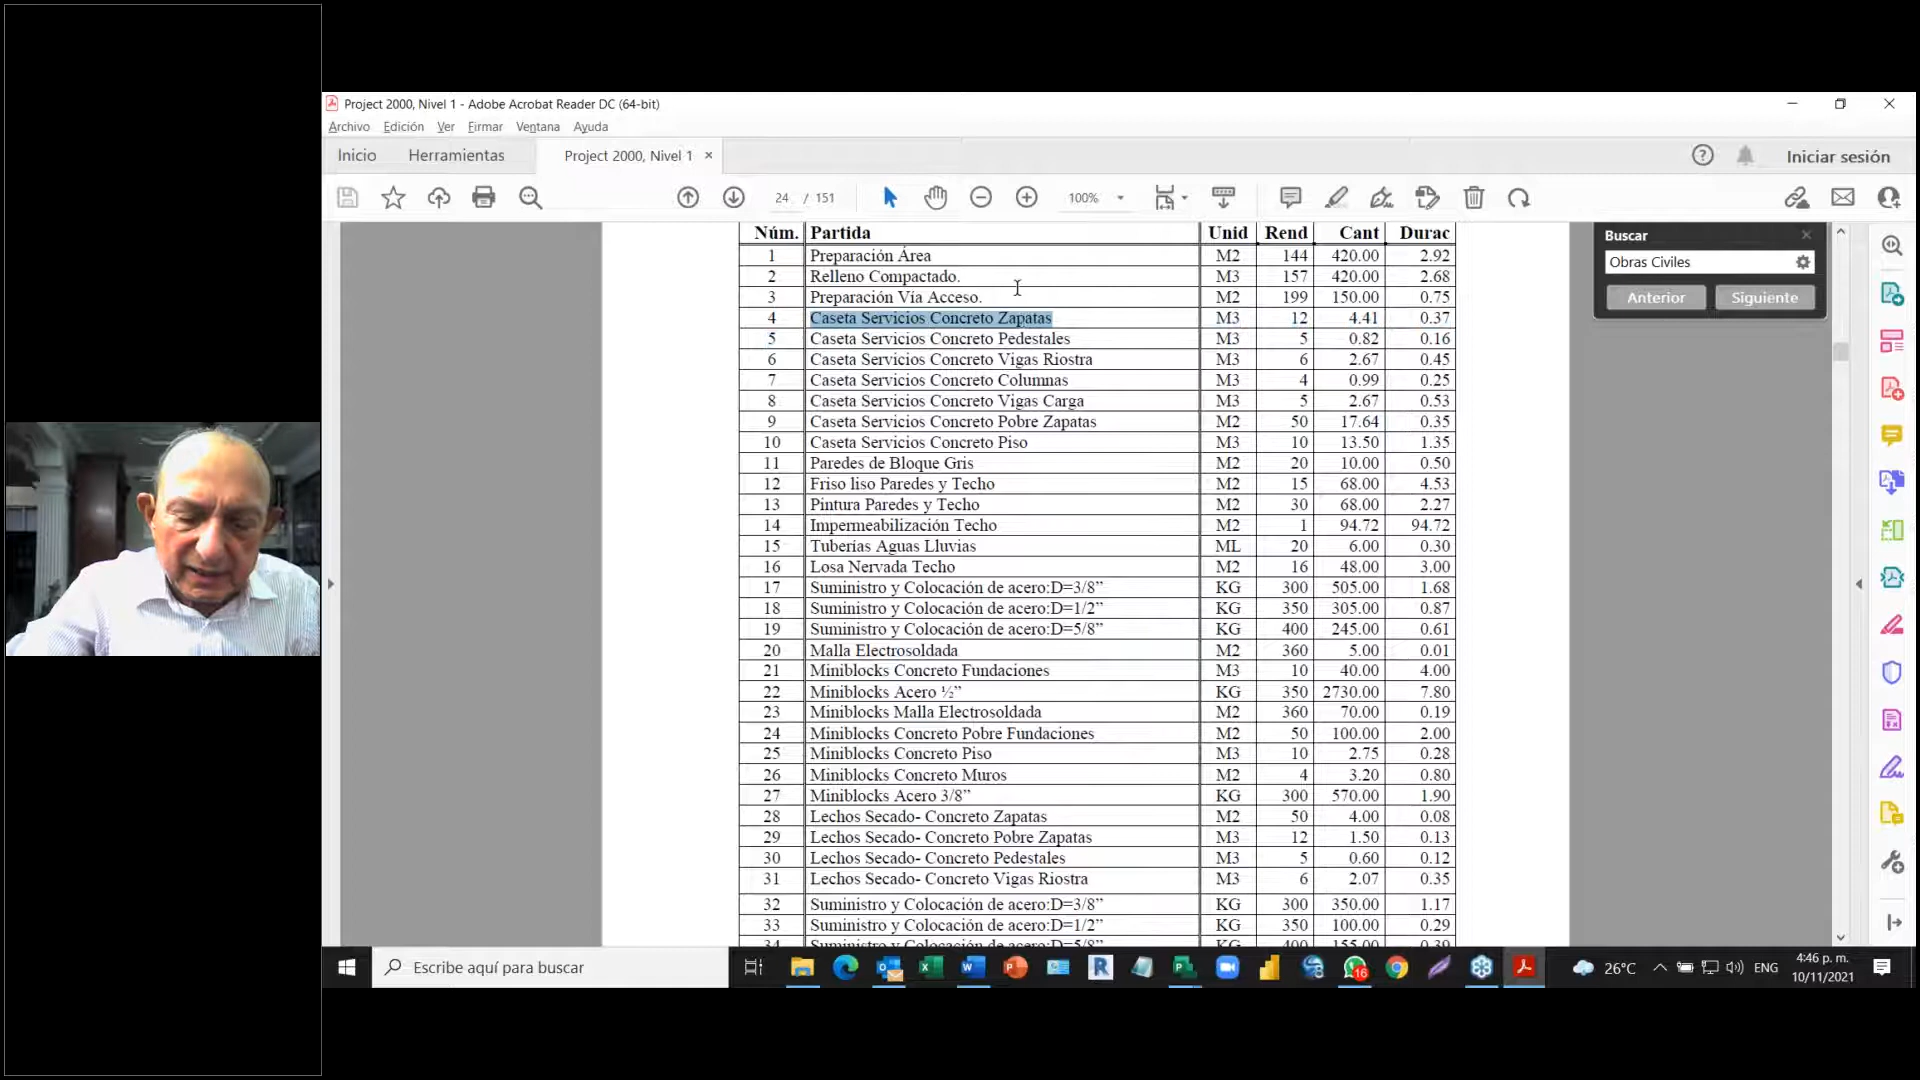 Project 2000, Nivel 1 - Adobe Acrobat Reader DC (64-bit)
Archivo Edición Ver Firmar Ventana Ayuda
Inicio Herramientas Project 2000, Nivel 1 × Iniciar sesión
24 / 151 100%
Buscar
Obras Civiles
Anterior Siguiente
Núm. Partida Unid Rend Cant Durac
1 Preparación Área M2 144 420.00 2.92
2 Relleno Compactado. M3 157 420.00 2.68
3 Preparación Vía Acceso. M2 199 150.00 0.75
4 Caseta Servicios Concreto Zapatas M3 12 4.41 0.37
5 Caseta Servicios Concreto Pedestales M3 5 0.82 0.16
6 Caseta Servicios Concreto Vigas Riostra M3 6 2.67 0.45
7 Caseta Servicios Concreto Columnas M3 4 0.99 0.25
8 Caseta Servicios Concreto Vigas Carga M3 5 2.67 0.53
9 Caseta Servicios Concreto Pobre Zapatas M2 50 17.64 0.35
10 Caseta Servicios Concreto Piso M3 10 13.50 1.35
11 Paredes de Bloque Gris M2 20 10.00 0.50
12 Friso liso Paredes y Techo M2 15 68.00 4.53
13 Pintura Paredes y Techo M2 30 68.00 2.27
14 Impermeabilización Techo M2 1 94.72 94.72
15 Tuberías Aguas Lluvias ML 20 6.00 0.30
16 Losa Nervada Techo M2 16 48.00 3.00
17 Suministro y Colocación de acero:D=3/8” KG 300 505.00 1.68
18 Suministro y Colocación de acero:D=1/2” KG 350 305.00 0.87
19 Suministro y Colocación de acero:D=5/8” KG 400 245.00 0.61
20 Malla Electrosoldada M2 360 5.00 0.01
21 Miniblocks Concreto Fundaciones M3 10 40.00 4.00
22 Miniblocks Acero ½” KG 350 2730.00 7.80
23 Miniblocks Malla Electrosoldada M2 360 70.00 0.19
24 Miniblocks Concreto Pobre Fundaciones M2 50 100.00 2.00
25 Miniblocks Concreto Piso M3 10 2.75 0.28
26 Miniblocks Concreto Muros M2 4 3.20 0.80
27 Miniblocks Acero 3/8” KG 300 570.00 1.90
28 Lechos Secado- Concreto Zapatas M2 50 4.00 0.08
29 Lechos Secado- Concreto Pobre Zapatas M3 12 1.50 0.13
30 Lechos Secado- Concreto Pedestales M3 5 0.60 0.12
31 Lechos Secado- Concreto Vigas Riostra M3 6 2.07 0.35
32 Suministro y Colocación de acero:D=3/8” KG 300 350.00 1.17
33 Suministro y Colocación de acero:D=1/2” KG 350 100.00 0.29
34 Suministro y Colocación de acero:D=5/8” KG 400 155.00 0.39
Escribe aquí para buscar
16
26°C ENG 4:46 p. m.
10/11/2021